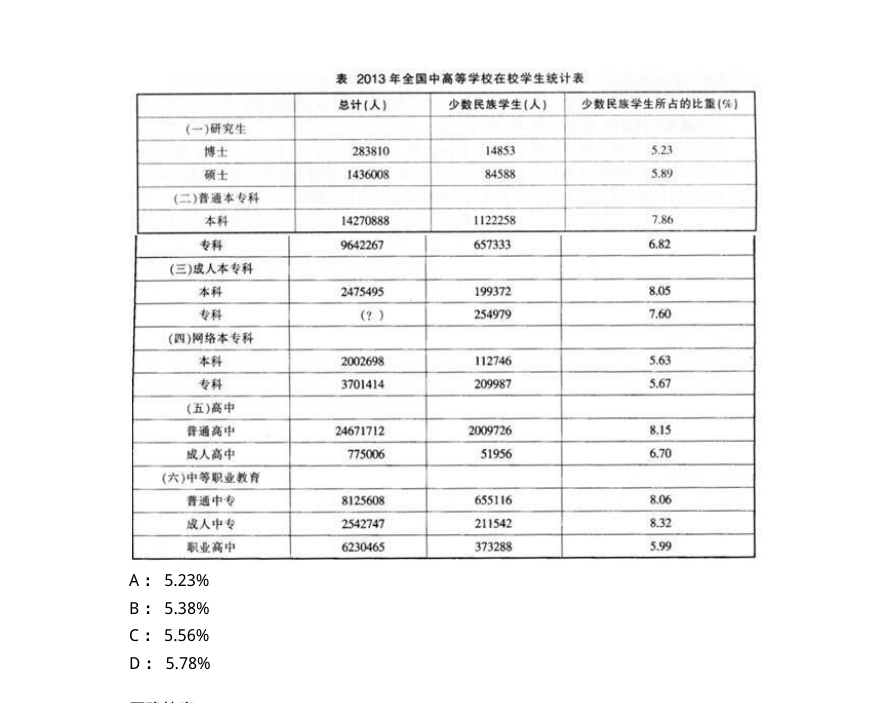 表 2013年全国中高等学校在校学生统计表
总计(人) 少数民族学生(人) 少数民族学生所占的比重(%)
(一)研究生
博士 283810 14853 5.23
硕士 1436008 84588 5.89
(二)普通本专科
本科 14270888 1122258 7.86
专科 9642267 657333 6.82
(三)成人本专科
本科 2475495 199372 8.05
专科 (?) 254979 7.60
(四)网络本专科
本科 2002698 112746 5.63
专科 3701414 209987 5.67
(五)高中
普通高中 24671712 2009726 8.15
成人高中 775006 51956 6.70
(六)中等职业教育
普通中专 8125608 655116 8.06
成人中专 2542747 211542 8.32
职业高中 6230465 373288 5.99
A： 5.23%
B： 5.38%
C： 5.56%
D： 5.78%